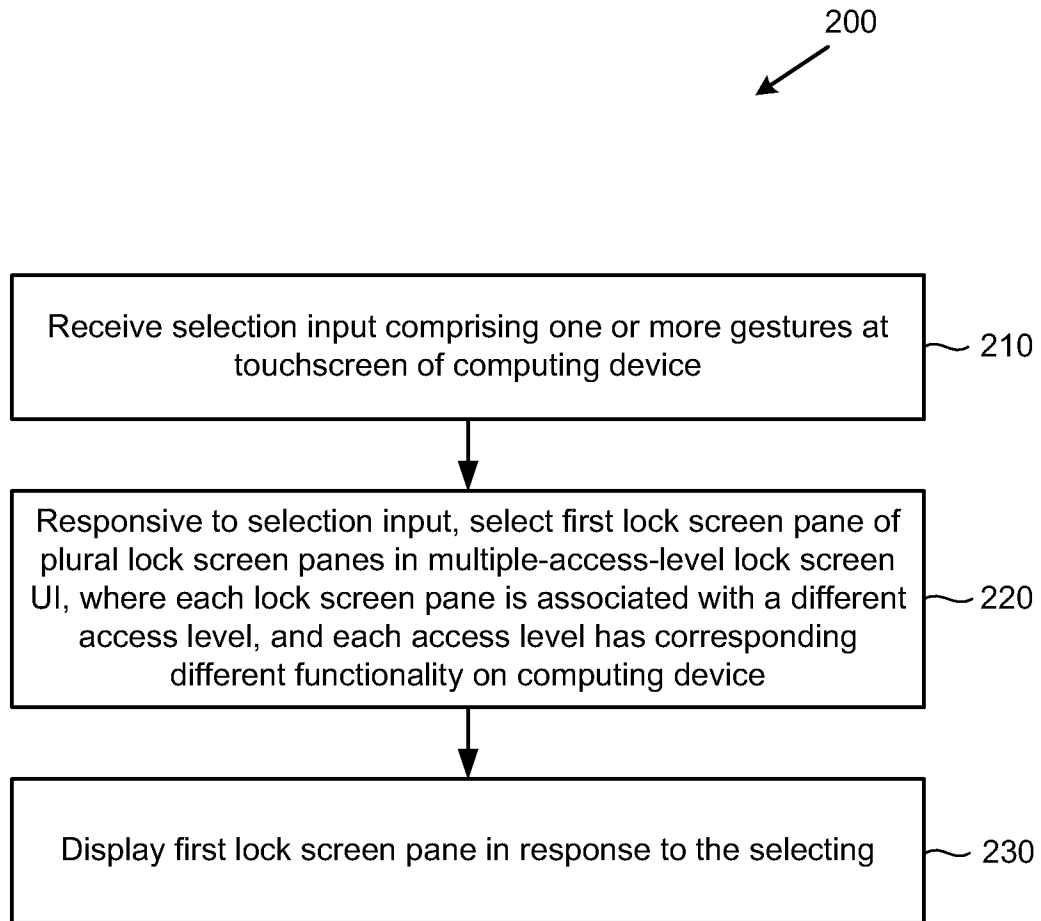 200
Receive selection input comprising one or more gestures at
touchscreen of computing device
210
Responsive to selection input, select first lock screen pane of
plural lock screen panes in multiple-access-level lock screen
UI, where each lock screen pane is associated with a different
access level, and each access level has corresponding
different functionality on computing device
220
Display first lock screen pane in response to the selecting
230